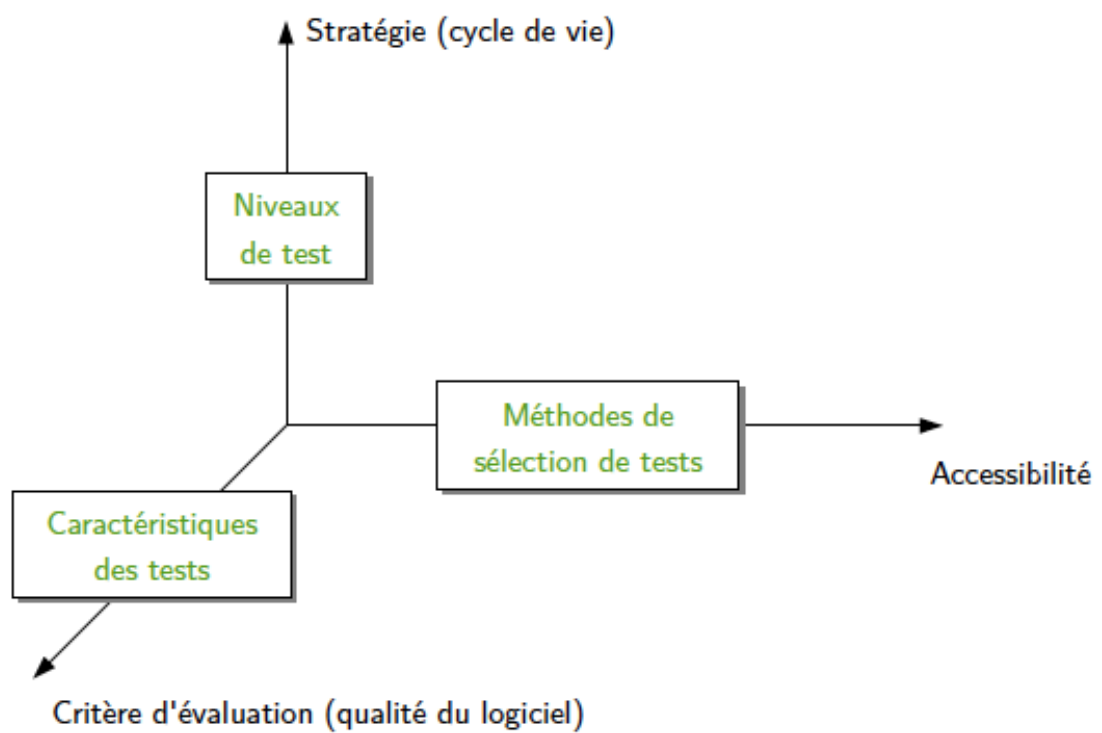 Stratégie (cycle de vie)
Niveaux
de test
Méthodes de
sélection de tests
Accessibilité
Caractéristiques
des tests
Critère d'évaluation (qualité du logiciel)